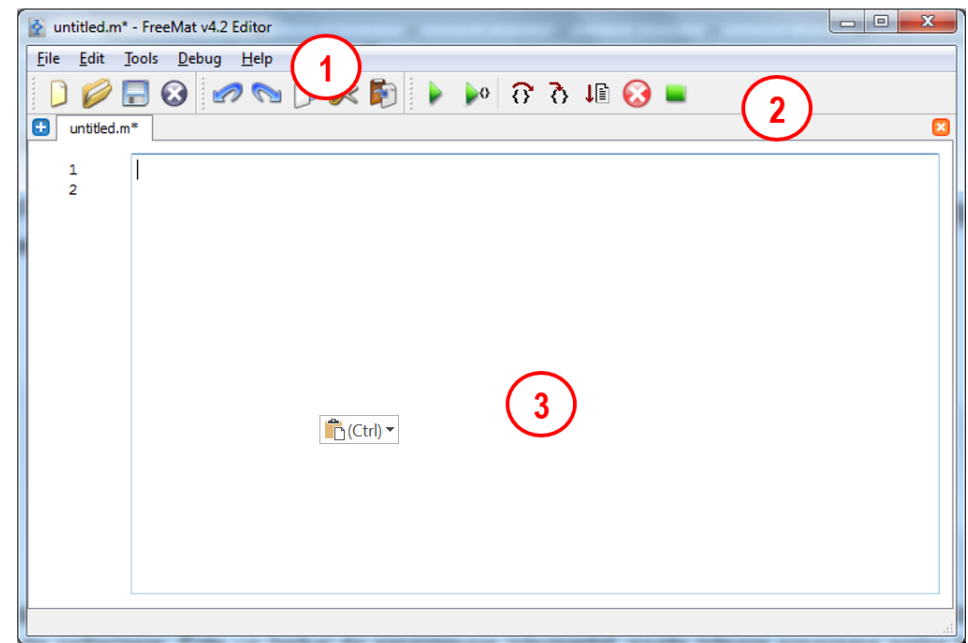 untitled.m* - FreeMat v4.2 Editor
File Edit Tools Debug Help
1
2
untitled.m*
1
2
3
(Ctrl)